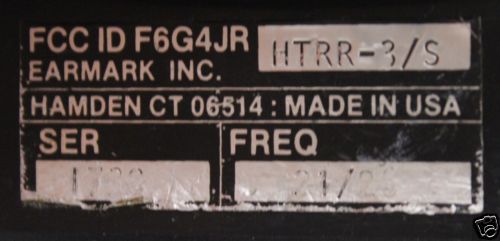 FCC ID F6G4JR HTRR-3/S
EARMARK INC.
HAMDEN CT 06514 : MADE IN USA
SER FREQ